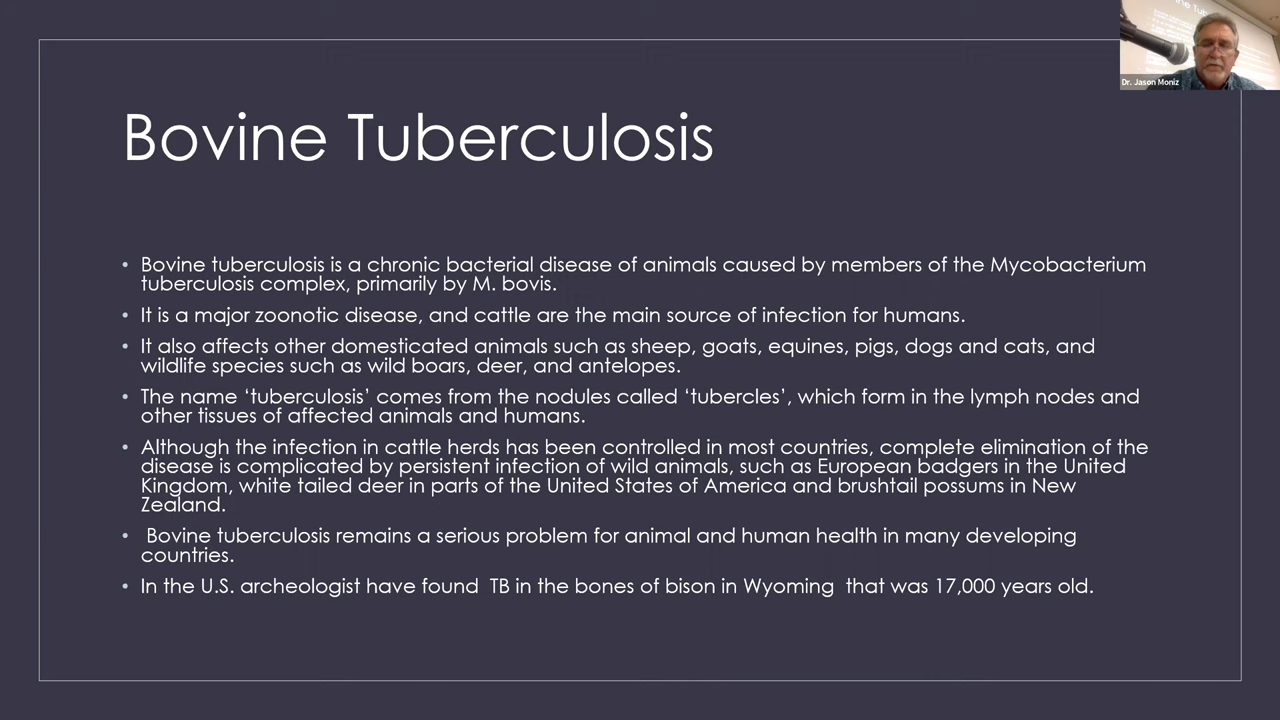 Dr. Jason Moniz
Bovine Tuberculosis
• Bovine tuberculosis is a chronic bacterial disease of animals caused by members of the Mycobacterium
tuberculosis complex, primarily by M. bovis.
• It is a major zoonotic disease, and cattle are the main source of infection for humans.
• It also affects other domesticated animals such as sheep, goats, equines, pigs, dogs and cats, and
wildlife species such as wild boars, deer, and antelopes.
• The name ‘tuberculosis’ comes from the nodules called ‘tubercles’, which form in the lymph nodes and
other tissues of affected animals and humans.
• Although the infection in cattle herds has been controlled in most countries, complete elimination of the
disease is complicated by persistent infection of wild animals, such as European badgers in the United
Kingdom, white tailed deer in parts of the United States of America and brushtail possums in New
Zealand.
• Bovine tuberculosis remains a serious problem for animal and human health in many developing
countries.
• In the U.S. archeologist have found TB in the bones of bison in Wyoming that was 17,000 years old.